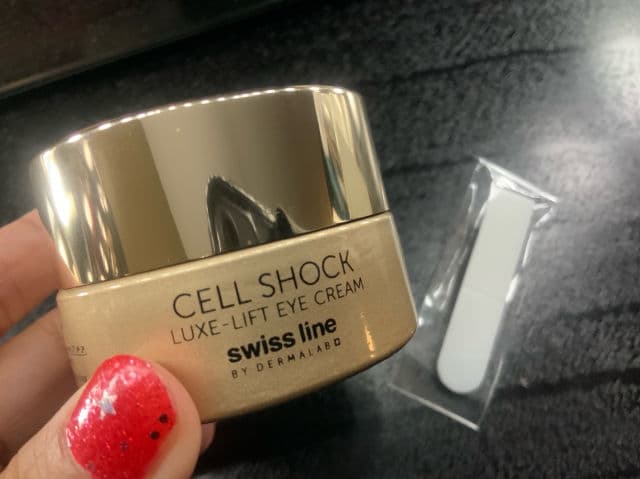 CELL SHOCK
LUXE-LIFT EYE CREAM
swiss line
BY DERMALAB